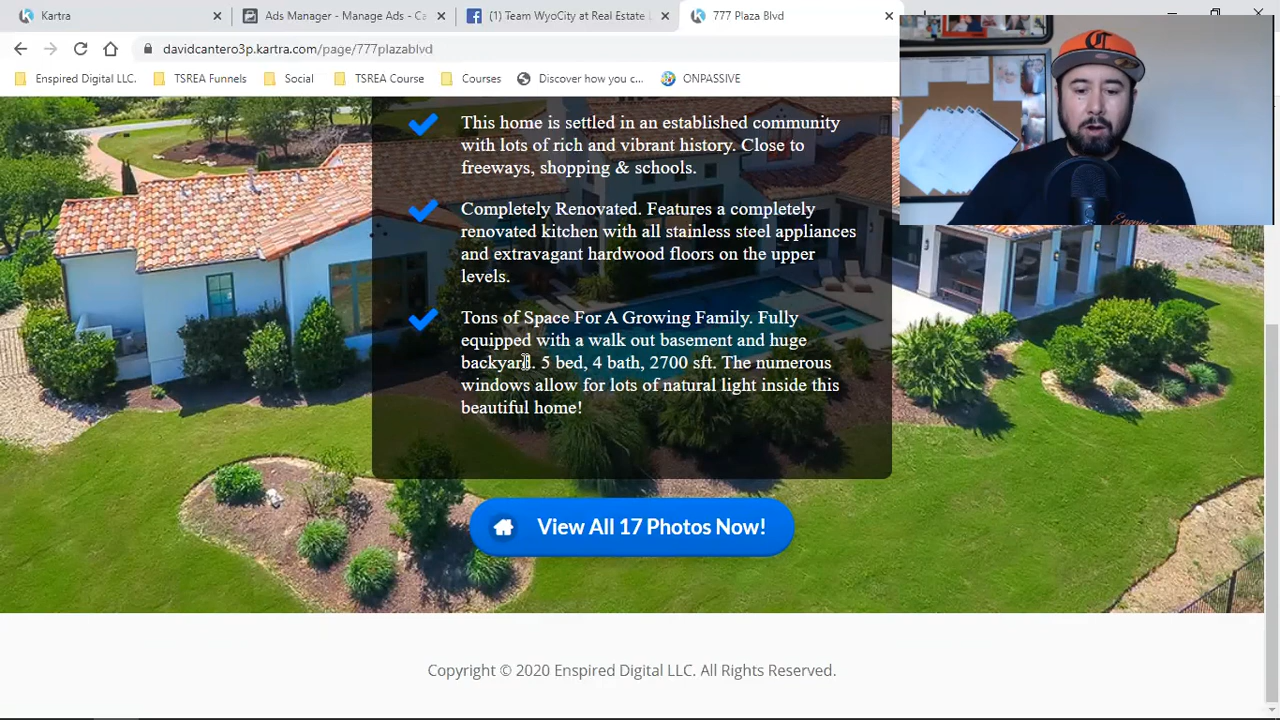 Kartra
Ads Manager - Manage Ads - Ca
[1) Team WyoCity at Real Estate L
777 Plaza Blvd
davidcantero3p.kartra.com/page/777plazablvd
Enspired Digital LLC.
TSREA Funnels
Social
TSREA Course
Courses
Discover how you c...
ONPASSIVE
This home is settled in an established community
with lots of rich and vibrant history. Close to
freeways, shopping & schools.
Completely Renovated. Features a completely
renovated kitchen with all stainless steel appliances
and extravagant hardwood floors on the upper
levels.
Tons of Space For A Growing Family. Fully
equipped with a walk out basement and huge
backyard. 5 bed, 4 bath, 2700 sft. The numerous
windows allow for lots of natural light inside this
beautiful home!
View All 17 Photos Now!
Copyright © 2020 Enspired Digital LLC. All Rights Reserved.